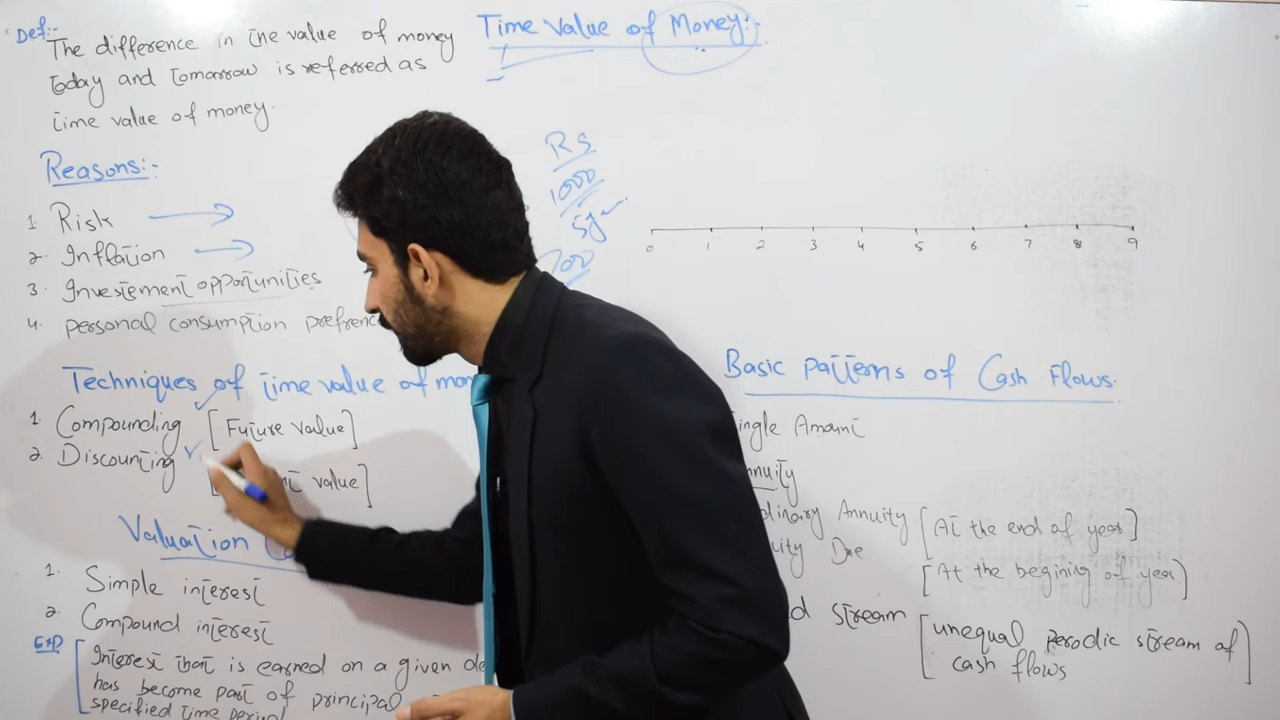 Def:-
The difference in the value of money
Time Value of Money:-
today and tomorrow is referred as
time value of money.
Reasons:-
1. Risk
2. Inflation
3. Investement opportunities
4. personal consumption prefrenc
Rs
1000
5y
700
0 1 2 3 4 5 6 7 8 9
Techniques of time value of mon
1. Compounding [Future value]
2. Discounting
value]
Valuation
1. Simple interest
2. Compound interest
Exp
[Interest that is earned on a given de
has become part of principal
specified time period
Basic patterns of Cash Flows.
ingle Amount
nnuity
dinary Annuity [At the end of year]
uity Due
[At the begining of year]
d stream [unequal perodic stream of
cash flows]